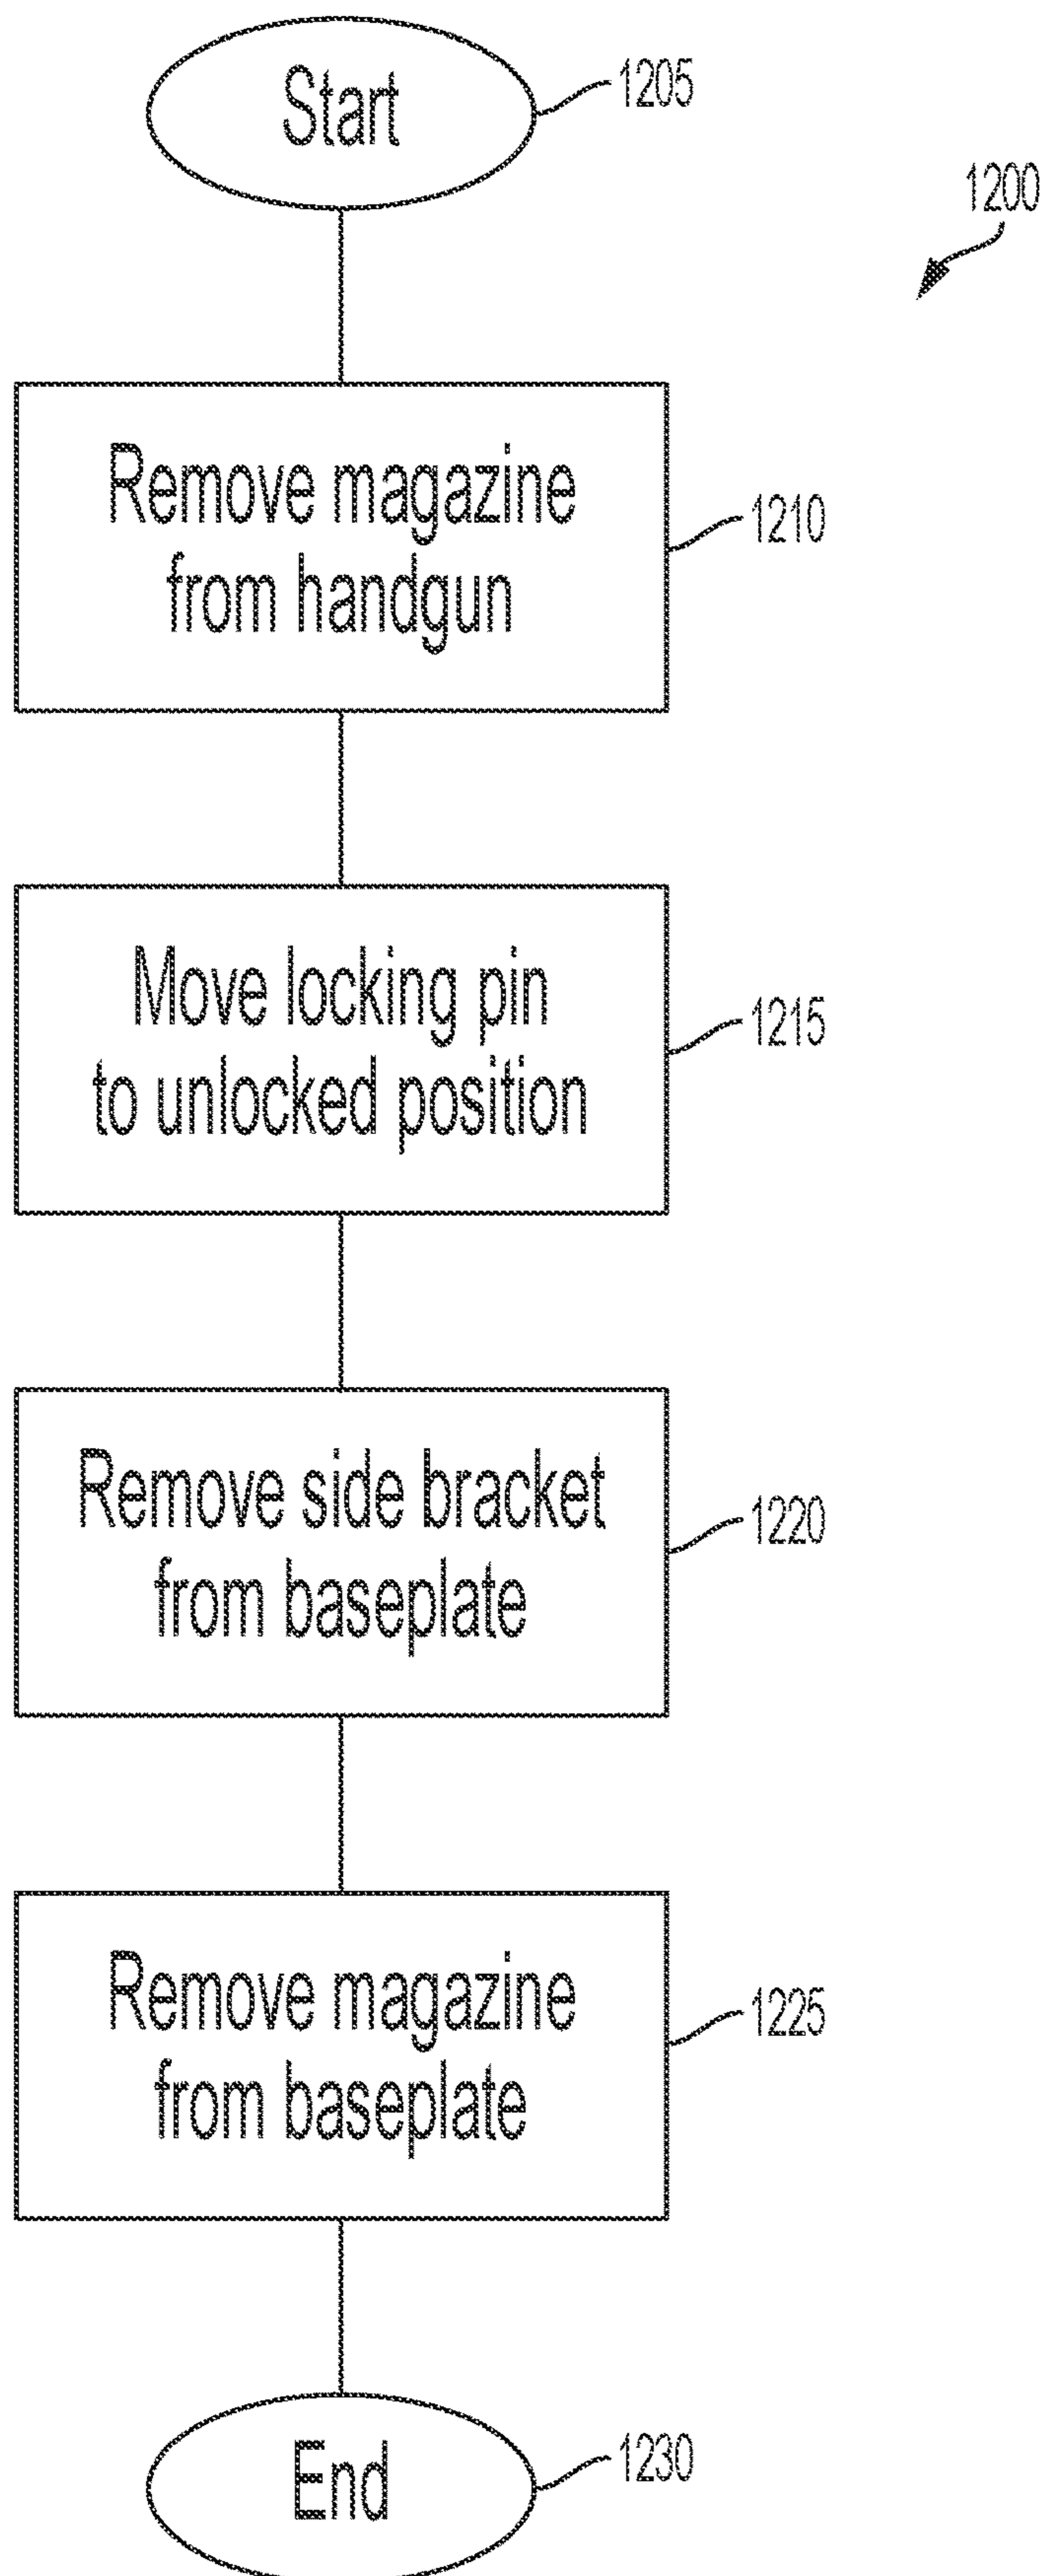 Start
1205
1200
Remove magazine
from handgun
1210
Move locking pin
to unlocked position
1215
Remove side bracket
from baseplate
1220
Remove magazine
from baseplate
1225
End
1230